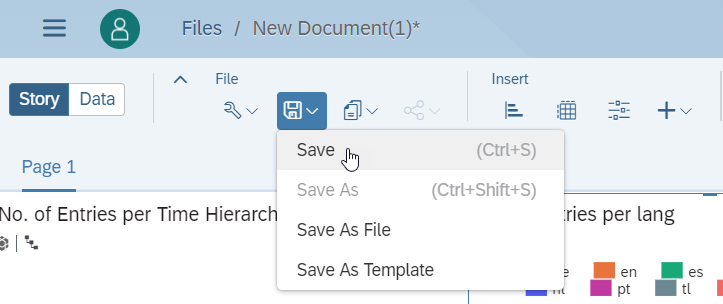 Files / New Document(1)*
File
Insert
Story
Data
Save (Ctrl+S)
Save As (Ctrl+Shift+S)
Save As File
Save As Template
Page 1
No. of Entries per Time Hierarch
per lang
en
es
pt
tl